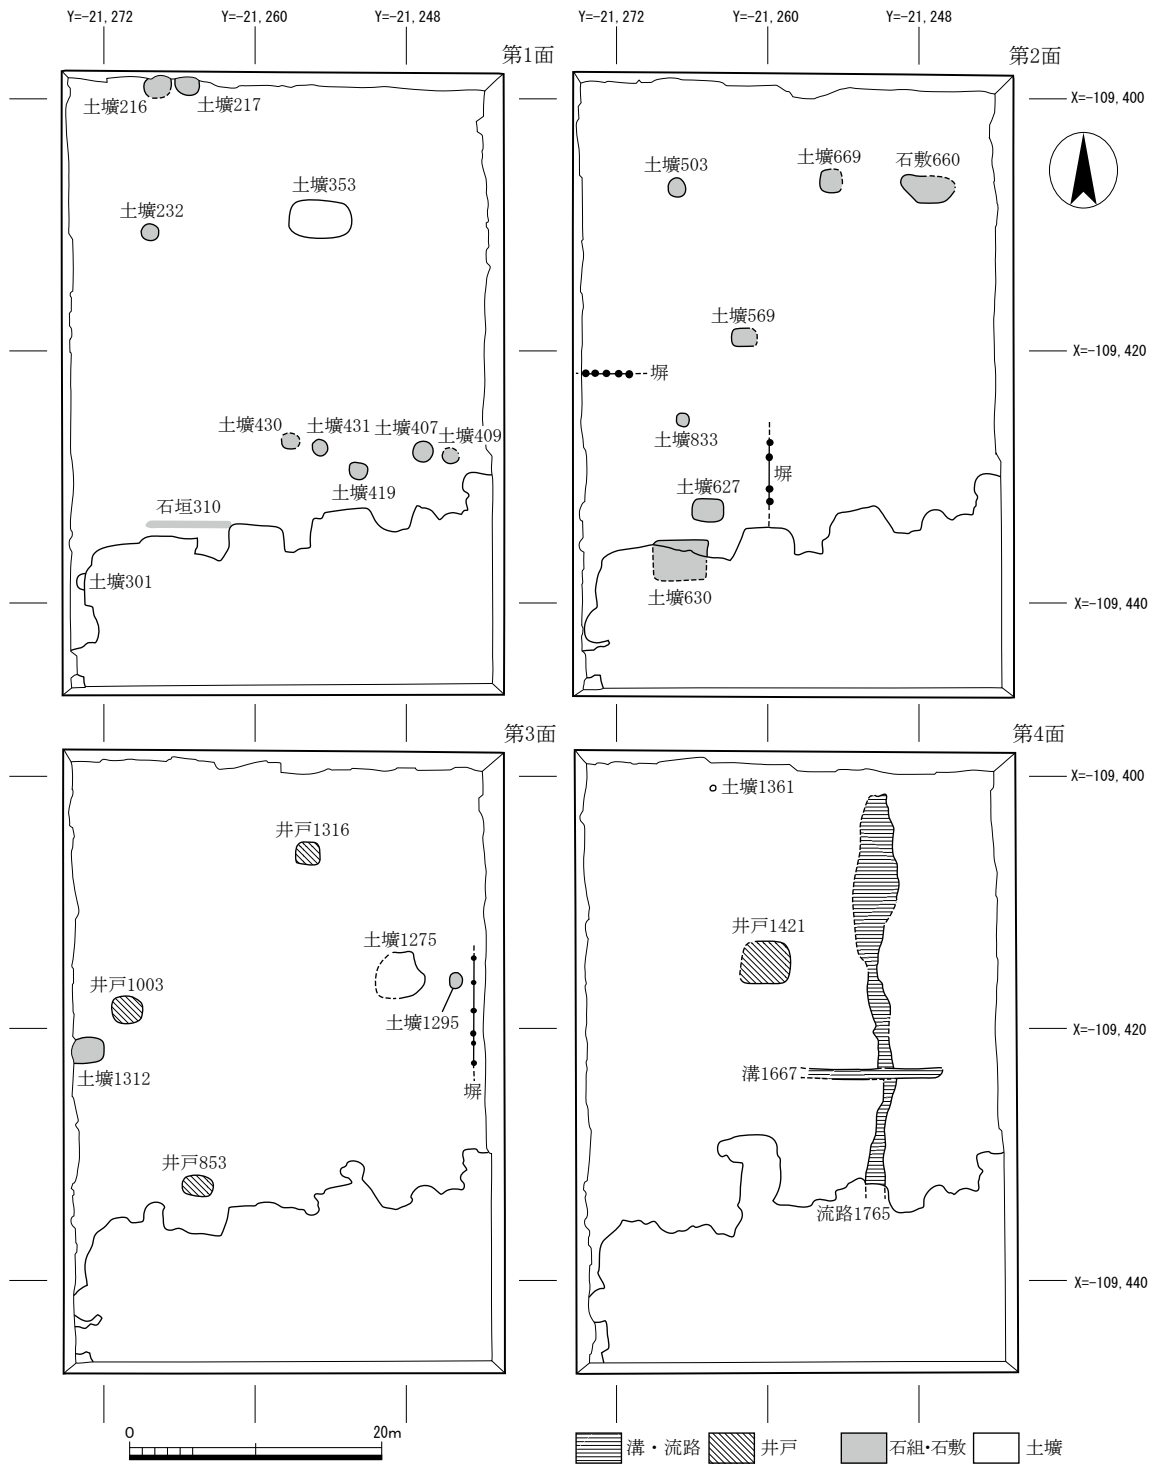 Y=-21, 272
Y=-21, 260
Y=-21, 248
Y=-21, 272
Y=-21, 260
Y=-21, 248
第1面
土壙216
土壙217
土壙353
土壙232
土壙430
土壙431
土壙407
土壙409
土壙419
石垣310
土壙301
第2面
X=-109, 400
土壙503
土壙669
石敷660
土壙569
X=-109, 420
塀
土壙833
塀
土壙627
土壙630
X=-109, 440
第3面
井戸1316
土壙1275
井戸1003
土壙1295
土壙1312
塀
井戸853
第4面
X=-109, 400
土壙1361
井戸1421
X=-109, 420
溝1667
流路1765
X=-109, 440
0
20m
溝・流路
井戸
石組・石敷
土壙